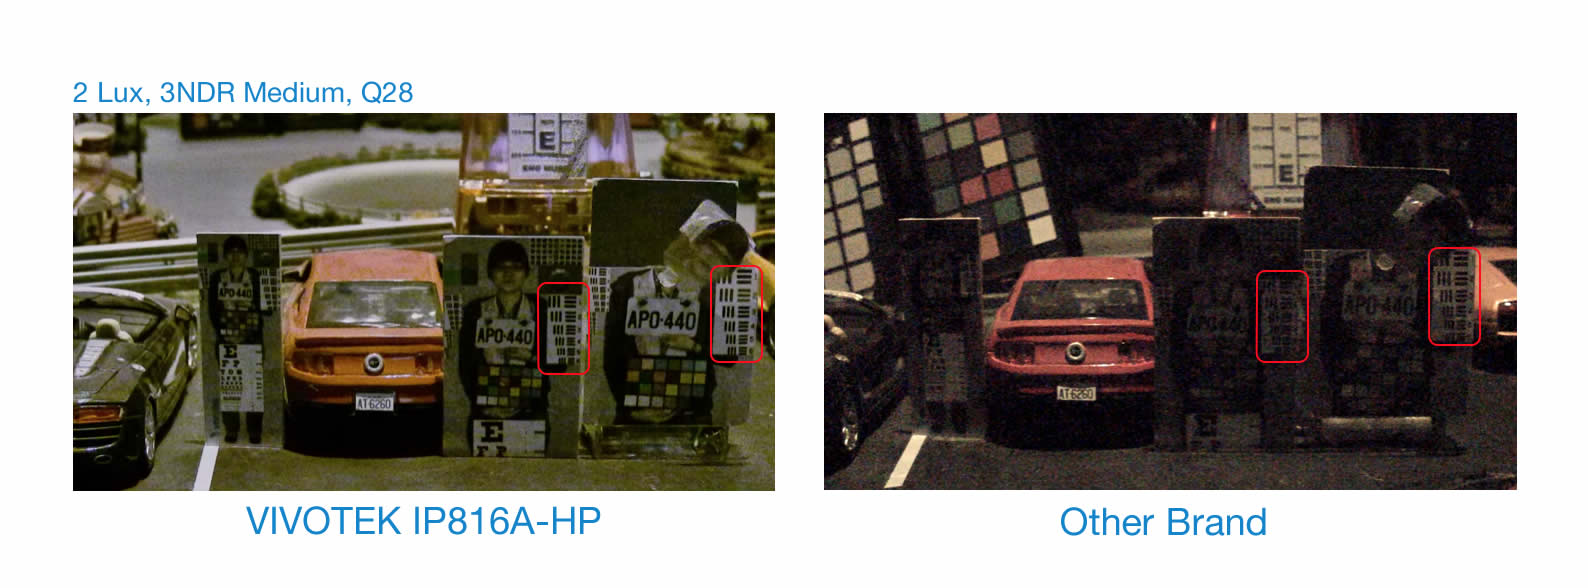 2 Lux, 3NDR Medium, Q28
E
APO-440
APO-440
APO-440
E
F P
AT-6260
E
F P
VIVOTEK IP816A-HP
E
APO-440
APO-440
AT-6260
E
Other Brand